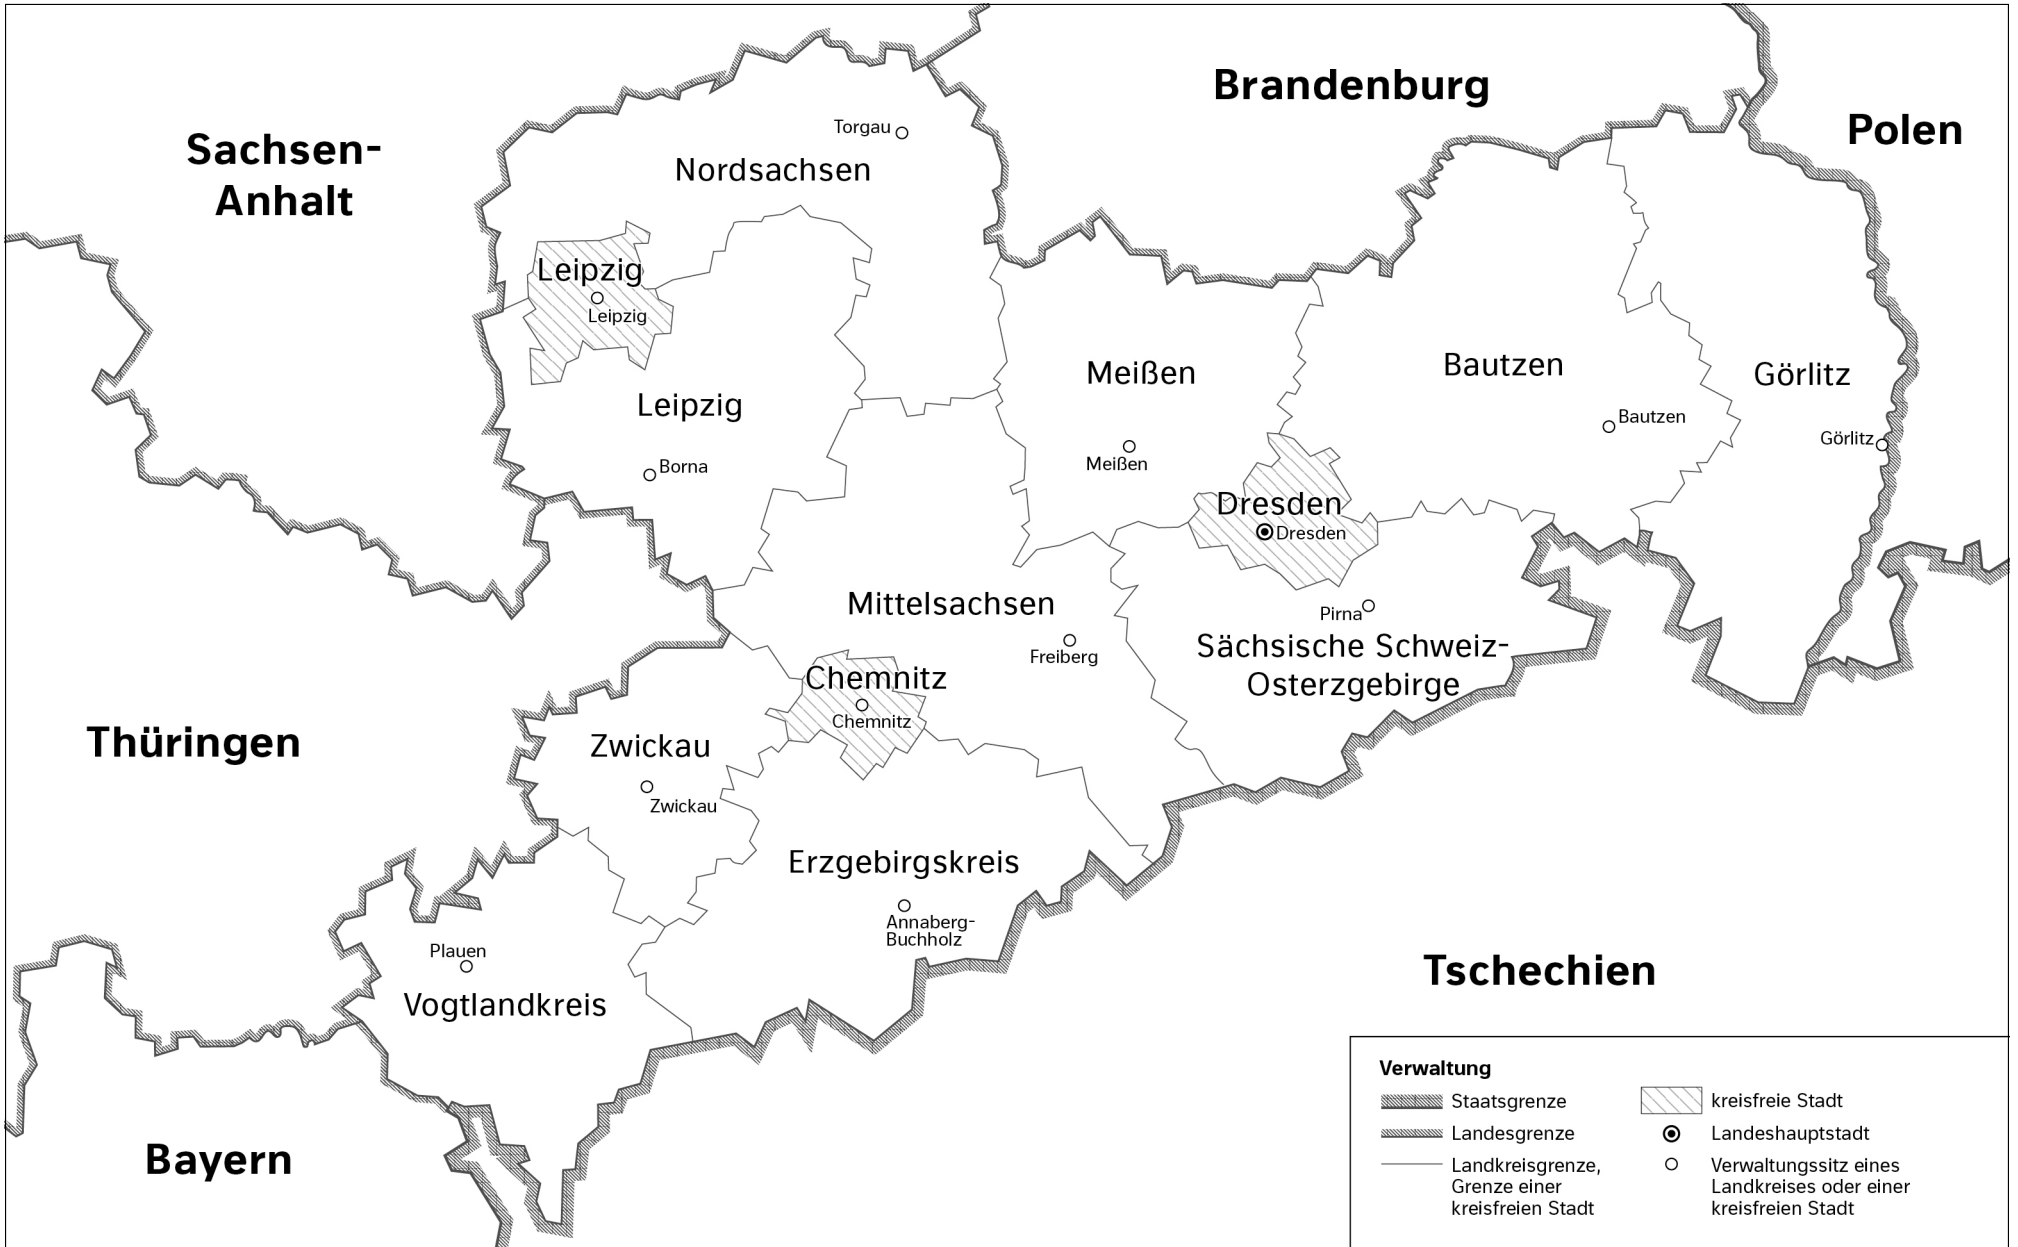 Brandenburg
Polen
Sachsen-
Anhalt
Torgau
Nordsachsen
Leipzig
Leipzig
Leipzig
Borna
Meißen
Meißen
Bautzen
Bautzen
Görlitz
Görlitz
Dresden
Dresden
Mittelsachsen
Freiberg
Pirna
Sächsische Schweiz-
Osterzgebirge
Chemnitz
Chemnitz
Thüringen
Zwickau
Zwickau
Erzgebirgskreis
Annaberg-
Buchholz
Plauen
Vogtlandkreis
Tschechien
Bayern
Verwaltung
Staatsgrenze
Landesgrenze
Landkreisgrenze,
Grenze einer
kreisfreien Stadt
kreisfreie Stadt
Landeshauptstadt
Verwaltungssitz eines
Landkreises oder einer
kreisfreien Stadt